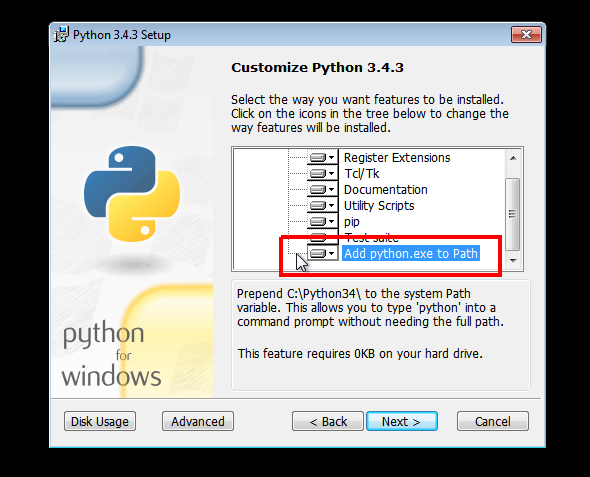 Python 3.4.3 Setup
Customize Python 3.4.3
Select the way you want features to be installed.
Click on the icons in the tree below to change the
way features will be installed.
Register Extensions
Tcl/Tk
Documentation
Utility Scripts
pip
Test suite
Add python.exe to Path
Prepend C:\Python34\ to the system Path
variable. This allows you to type 'python' into a
command prompt without needing the full path.
This feature requires 0KB on your hard drive.
python
for
windows
Disk Usage
Advanced
< Back
Next >
Cancel